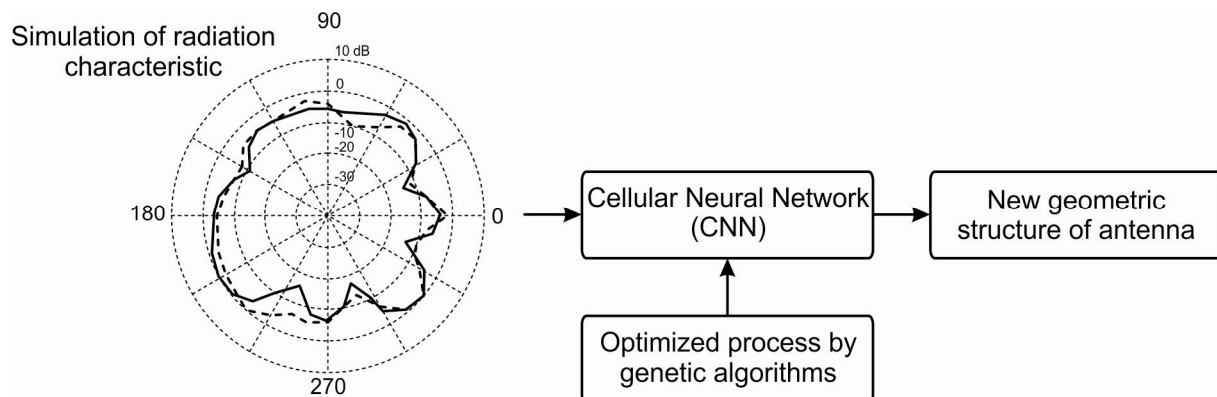 90
Simulation of radiation
characteristic
10 dB
0
-10
-20
-30
180
0
270
Cellular Neural Network
(CNN)
New geometric
structure of antenna
Optimized process by
genetic algorithms